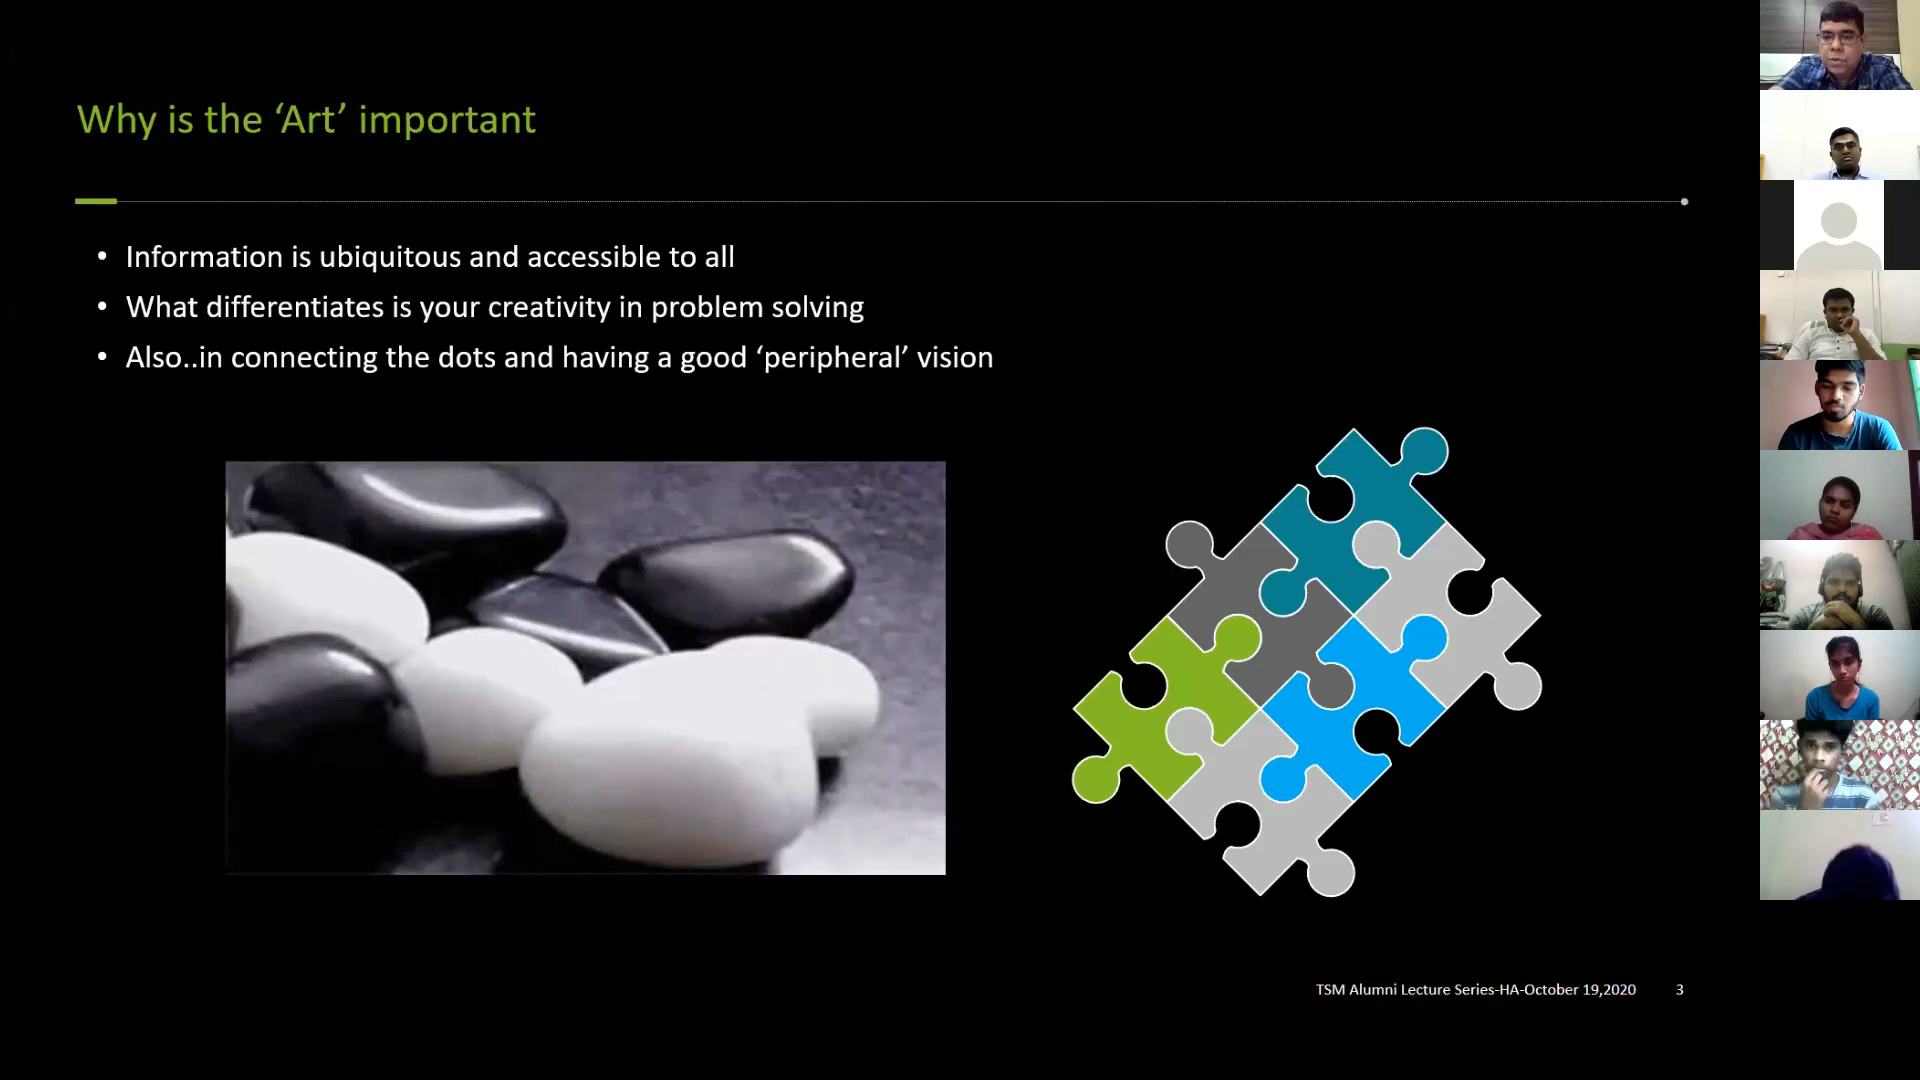 Why is the ‘Art’ important
• Information is ubiquitous and accessible to all
• What differentiates is your creativity in problem solving
• Also..in connecting the dots and having a good ‘peripheral’ vision
TSM Alumni Lecture Series-HA-October 19,2020 3